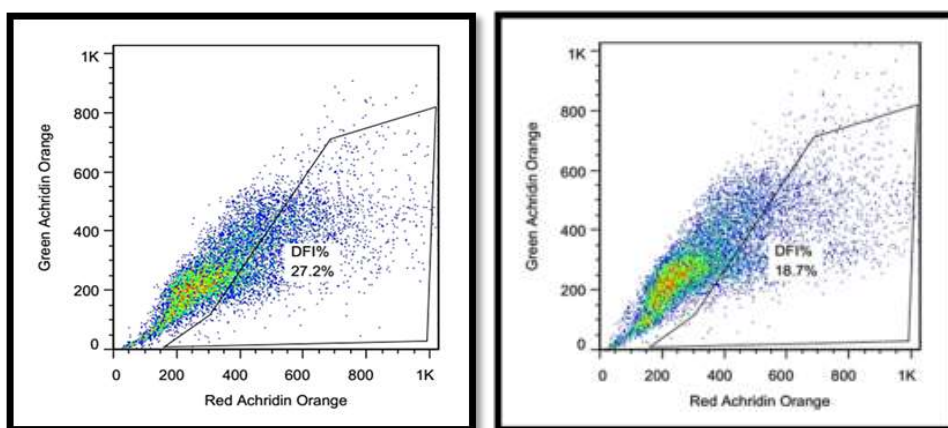 1K
800
600
400
200
0
Green Achridin Orange
DFI%
27.2%
0 200 400 600 800 1K
Red Achridin Orange
1K
800
600
400
200
0
Green Achridin Orange
DFI%
18.7%
0 200 400 600 800 1K
Red Achridin Orange